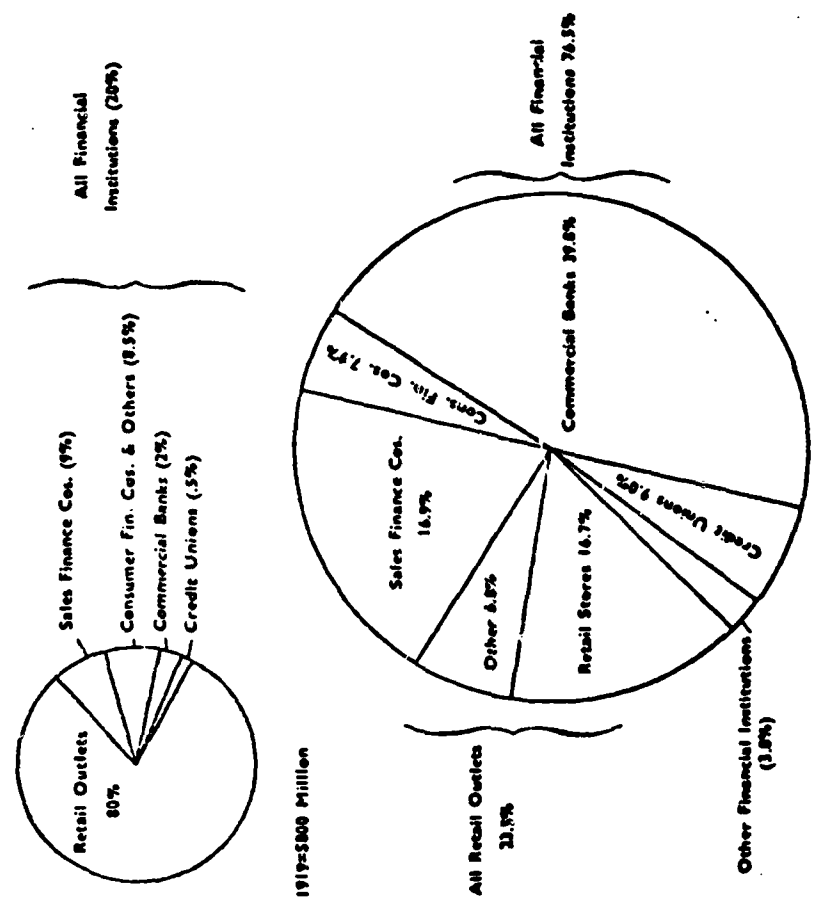 All Financial
Institutions (20%)
Sales Finance Cos. (9%)
Consumer Fin. Cos. & Others (8.5%)
Commercial Banks (2%)
Credit Unions (.5%)
Retail Outlets
80%
1919=$800 Million
All Financial
Institutions 76.5%
Commercial Banks 39.8%
Cons. Fin. Cos.
Sales Finance Cos.
16.9%
Other 6.8%
Retail Stores 16.7%
Credit Unions 9.0%
Other Financial Institutions
(3.0%)
All Retail Outlets
23.5%